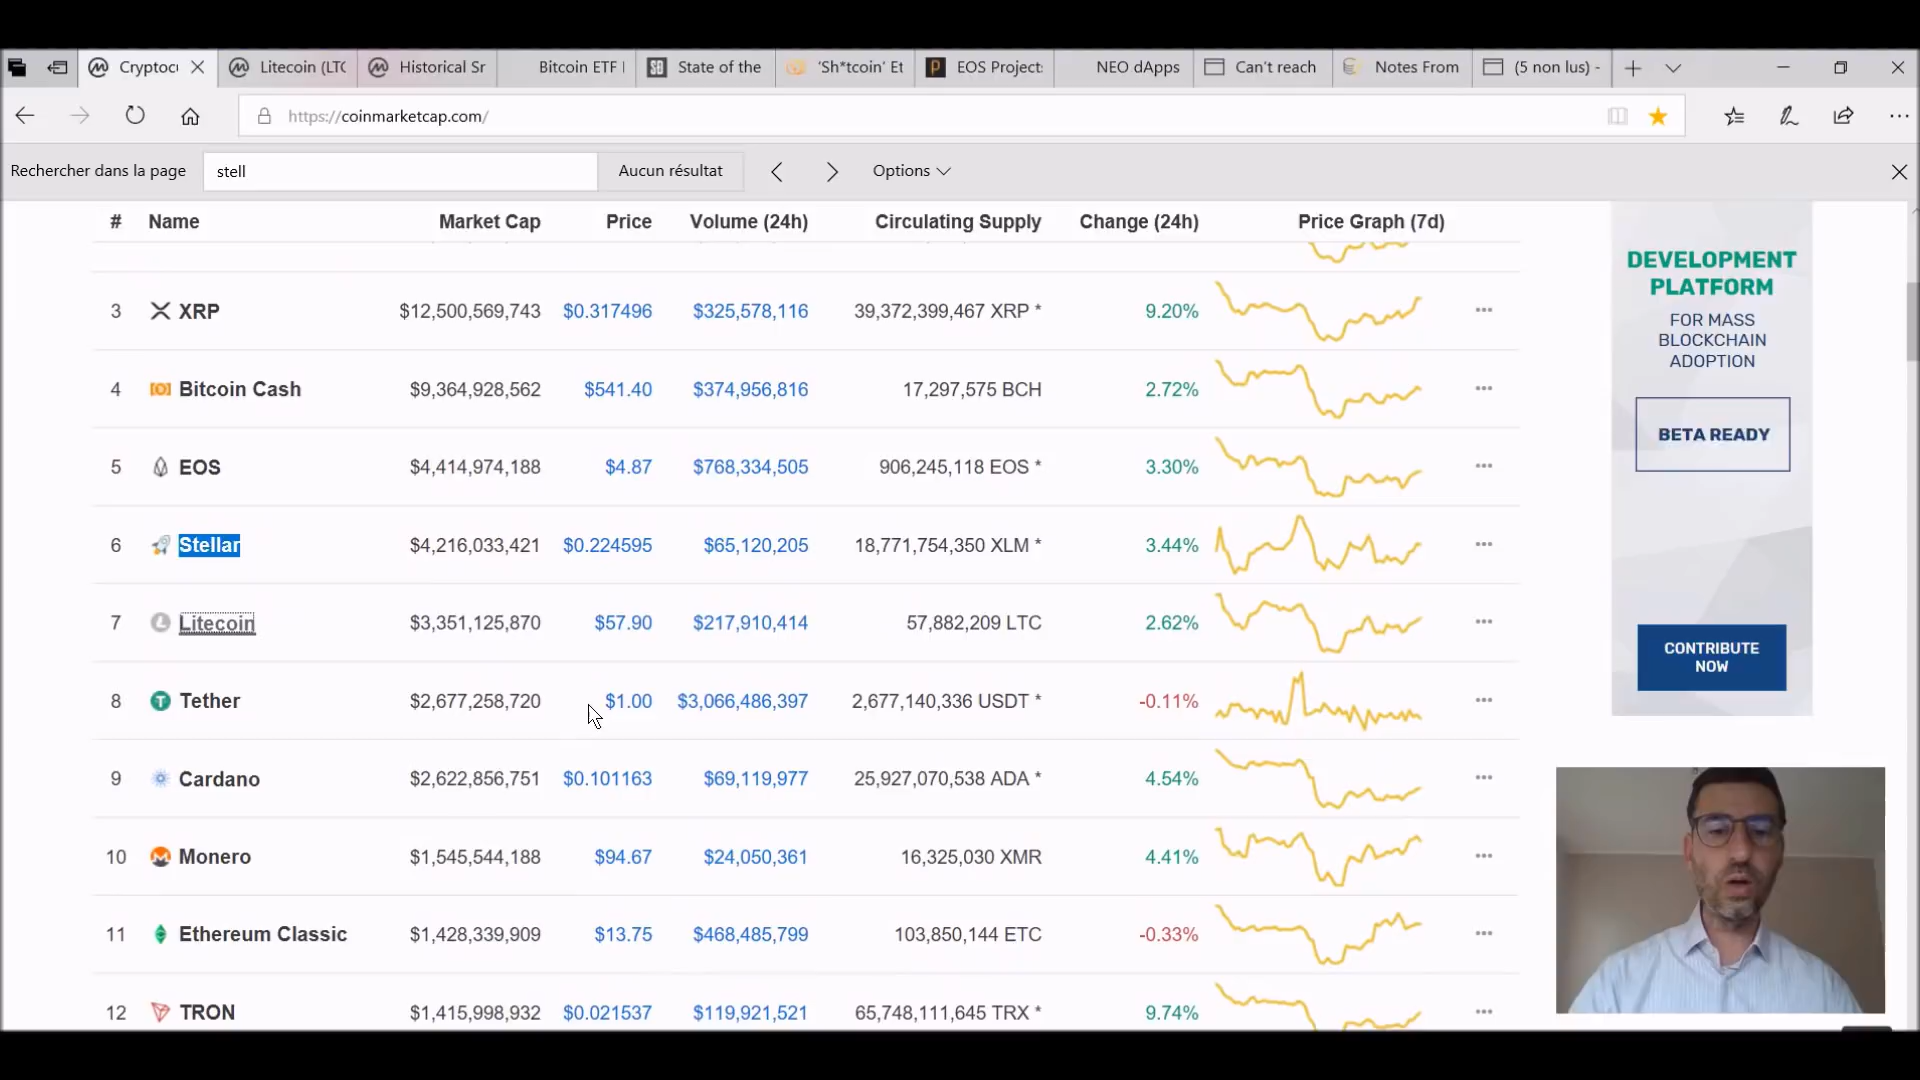 Cryptoc
Litecoin (LTC
Historical Sr
Bitcoin ETF
State of the
'Sh*tcoin' Et
EOS Project:
NEO dApps
Can't reach
Notes From
(5 non lus) -
https://coinmarketcap.com/
Rechercher dans la page
stell
Aucun résultat
Options
# Name Market Cap Price Volume (24h) Circulating Supply Change (24h) Price Graph (7d)
3 XRP $12,500,569,743 $0.317496 $325,578,116 39,372,399,467 XRP * 9.20%
4 Bitcoin Cash $9,364,928,562 $541.40 $374,956,816 17,297,575 BCH 2.72%
5 EOS $4,414,974,188 $4.87 $768,334,505 906,245,118 EOS * 3.30%
6 Stellar $4,216,033,421 $0.224595 $65,120,205 18,771,754,350 XLM * 3.44%
7 Litecoin $3,351,125,870 $57.90 $217,910,414 57,882,209 LTC 2.62%
8 Tether $2,677,258,720 $1.00 $3,066,486,397 2,677,140,336 USDT * -0.11%
9 Cardano $2,622,856,751 $0.101163 $69,119,977 25,927,070,538 ADA * 4.54%
10 Monero $1,545,544,188 $94.67 $24,050,361 16,325,030 XMR 4.41%
11 Ethereum Classic $1,428,339,909 $13.75 $468,485,799 103,850,144 ETC -0.33%
12 TRON $1,415,998,932 $0.021537 $119,921,521 65,748,111,645 TRX * 9.74%
DEVELOPMENT
PLATFORM
FOR MASS
BLOCKCHAIN
ADOPTION
BETA READY
CONTRIBUTE
NOW